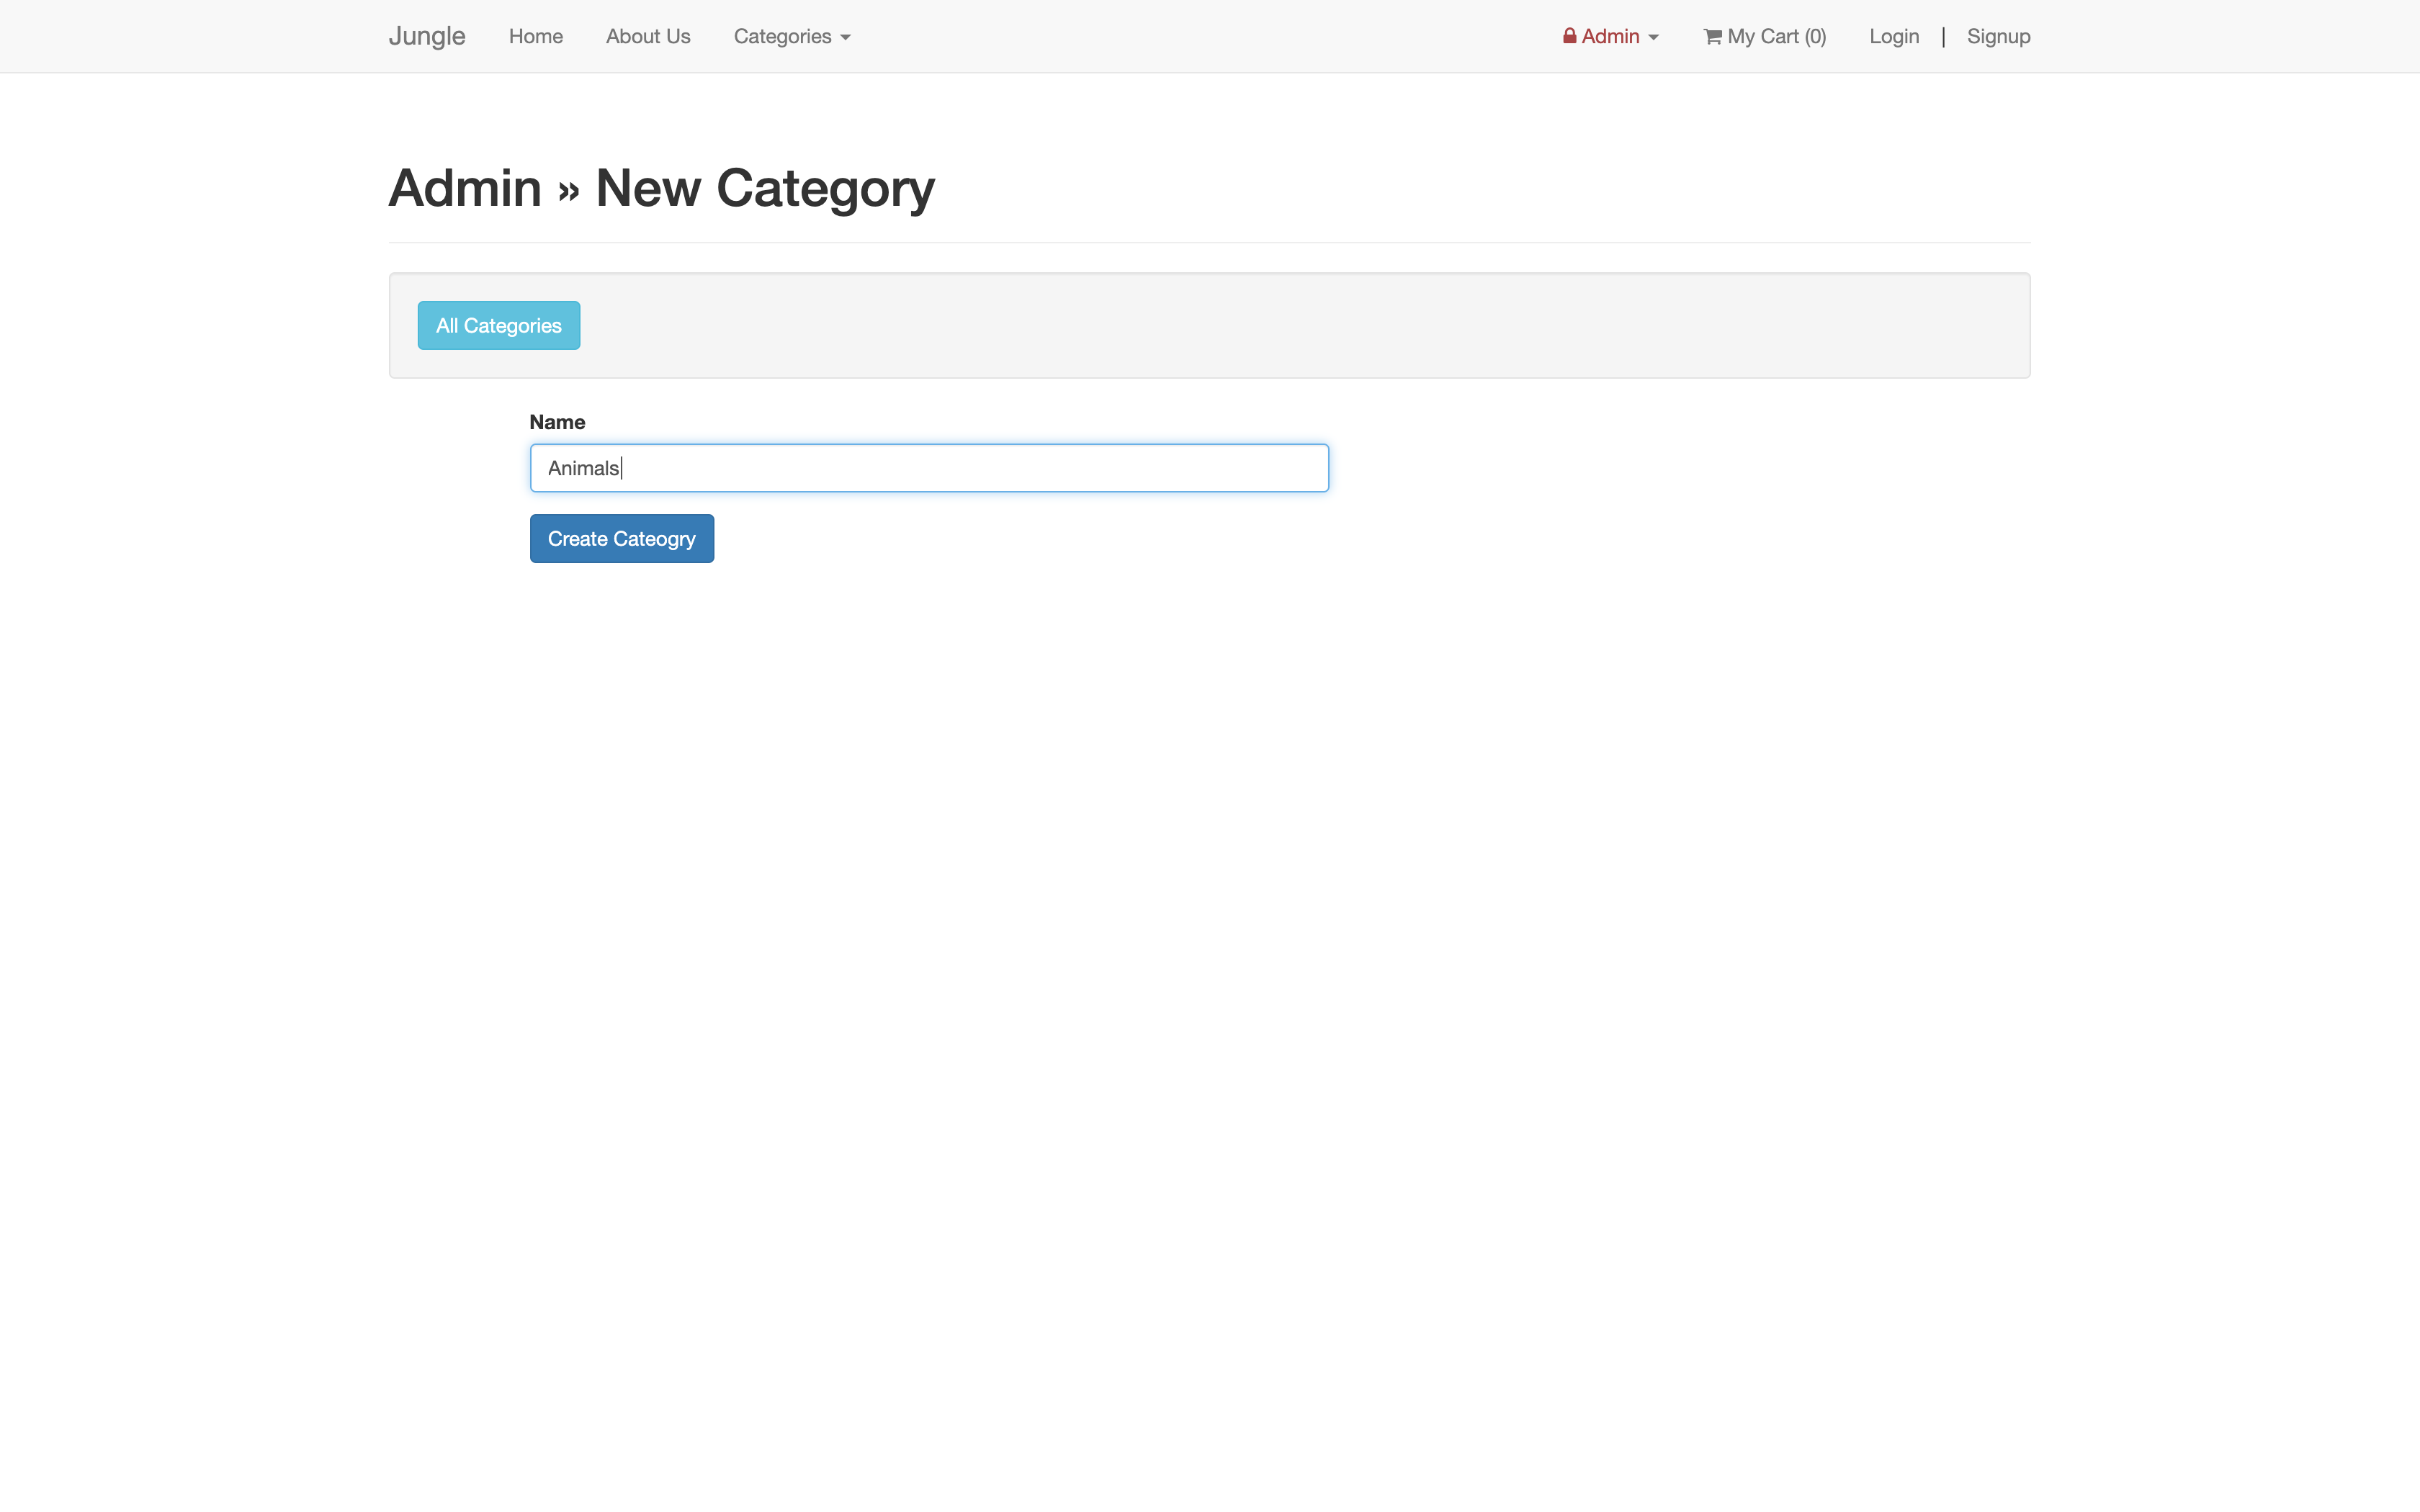 Jungle Home About Us Categories Admin My Cart (0) Login | Signup
Admin » New Category
All Categories
Name
Animals
Create Cateogry